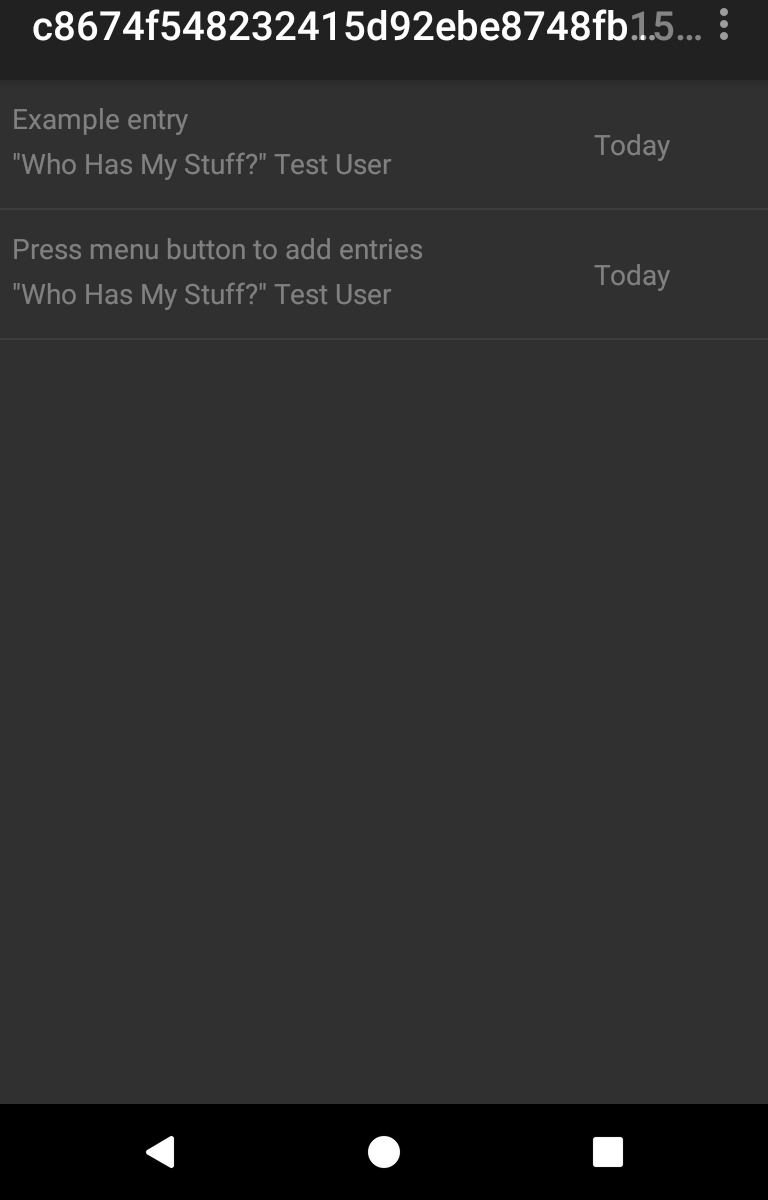 c8674f548232415d92ebe8748fb...
15...
Example entry
"Who Has My Stuff?" Test User
Today
Press menu button to add entries
"Who Has My Stuff?" Test User
Today